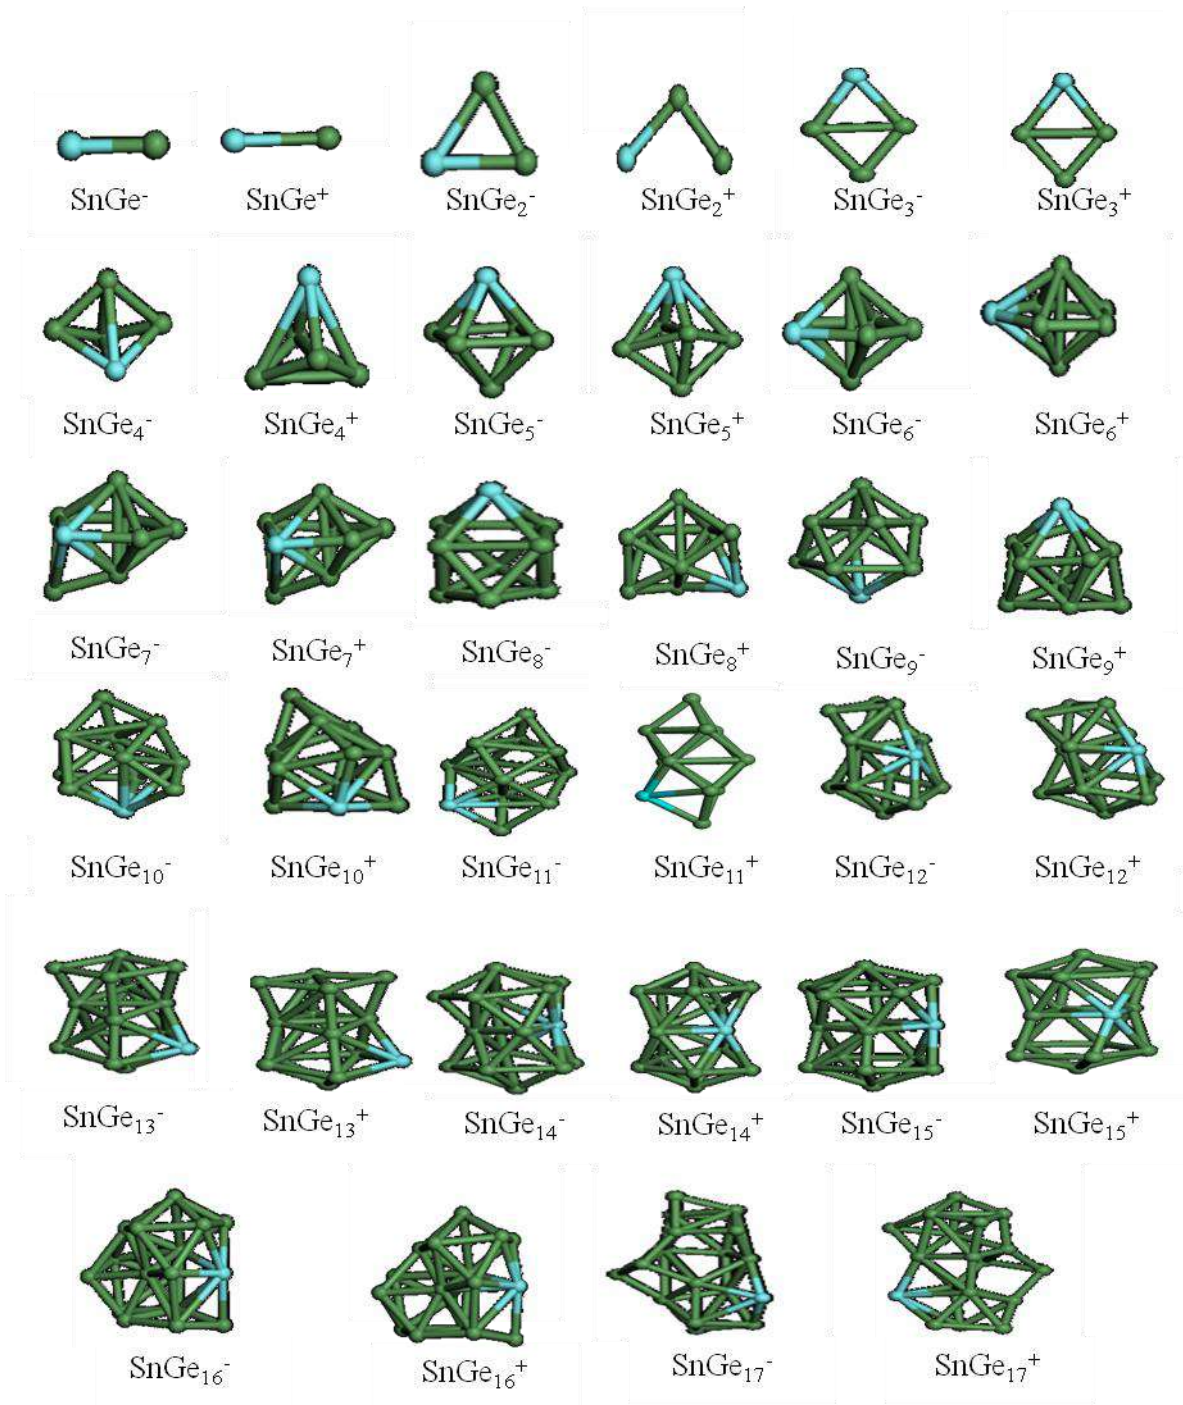 SnGe⁻ SnGe⁺ SnGe₂⁻ SnGe₂⁺ SnGe₃⁻ SnGe₃⁺
SnGe₄⁻ SnGe₄⁺ SnGe₅⁻ SnGe₅⁺ SnGe₆⁻ SnGe₆⁺
SnGe₇⁻ SnGe₇⁺ SnGe₈⁻ SnGe₈⁺ SnGe₉⁻ SnGe₉⁺
SnGe₁₀⁻ SnGe₁₀⁺ SnGe₁₁⁻ SnGe₁₁⁺ SnGe₁₂⁻ SnGe₁₂⁺
SnGe₁₃⁻ SnGe₁₃⁺ SnGe₁₄⁻ SnGe₁₄⁺ SnGe₁₅⁻ SnGe₁₅⁺
SnGe₁₆⁻ SnGe₁₆⁺ SnGe₁₇⁻ SnGe₁₇⁺